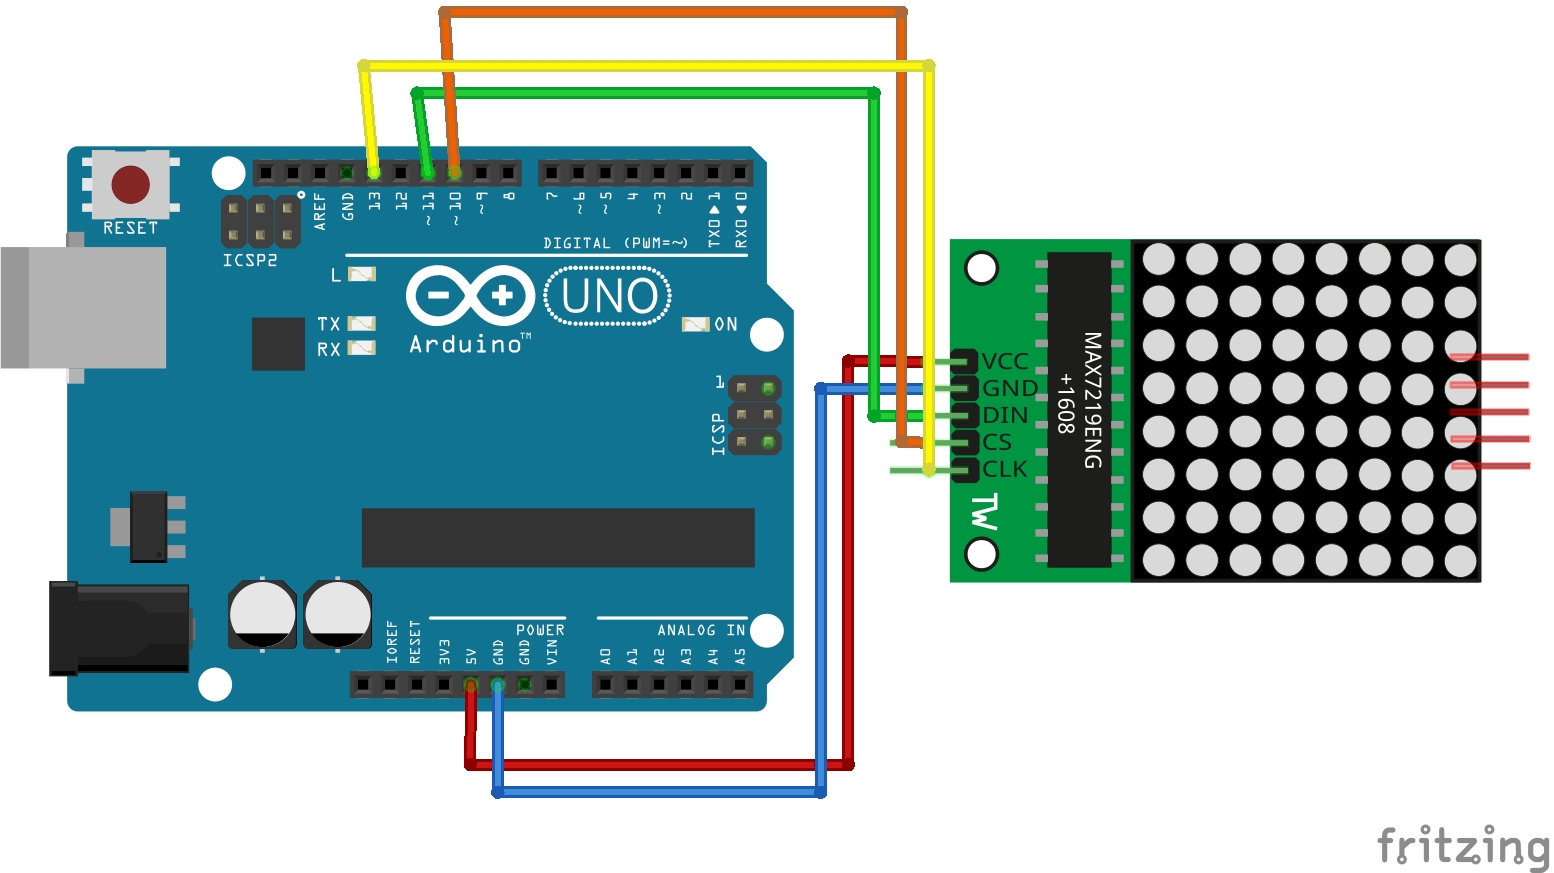 RESET
ICSP2
AREF
GND
13
12
~11
~10
~9
8
7
~6
~5
4
~3
2
TX0▶1
RX0◀0
DIGITAL (PWM=~)
L
TX
RX
UNO
Arduino™
ON
1
ICSP
VCC
GND
DIN
CS
CLK
TW
MAX7219ENG
+1608
POWER
ANALOG IN
IOREF
RESET
3V3
5V
GND
GND
VIN
A0
A1
A2
A3
A4
A5
fritzing